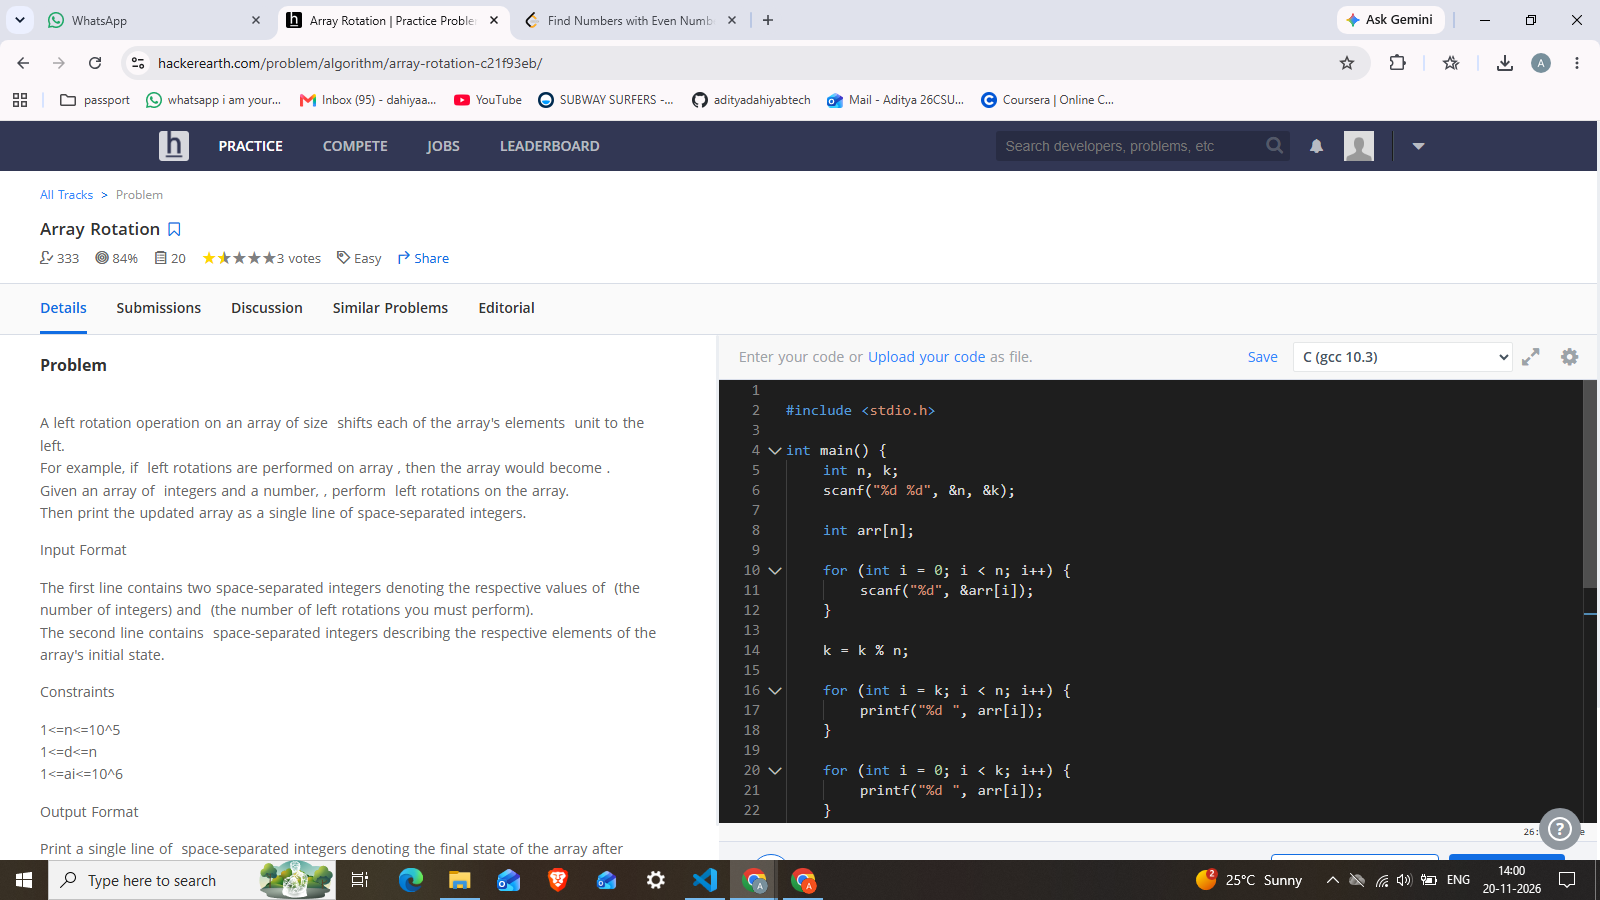 WhatsApp
Array Rotation | Practice Proble
Find Numbers with Even Numb
Ask Gemini
hackerearth.com/problem/algorithm/array-rotation-c21f93eb/
A
passport
whatsapp i am your...
Inbox (95) - dahiyaa...
YouTube
SUBWAY SURFERS -...
adityadahiyabtech
Mail - Aditya 26CSU...
Coursera | Online C...
h
PRACTICE
COMPETE
JOBS
LEADERBOARD
Search developers, problems, etc
All Tracks > Problem
Array Rotation
333
84%
20
3 votes
Easy
Share
Details
Submissions
Discussion
Similar Problems
Editorial
Problem
A left rotation operation on an array of size  shifts each of the array's elements  unit to the
left.
For example, if  left rotations are performed on array , then the array would become .
Given an array of  integers and a number, , perform  left rotations on the array.
Then print the updated array as a single line of space-separated integers.
Input Format
The first line contains two space-separated integers denoting the respective values of  (the
number of integers) and  (the number of left rotations you must perform).
The second line contains  space-separated integers describing the respective elements of the
array's initial state.
Constraints
1<=n<=10^5
1<=d<=n
1<=ai<=10^6
Output Format
Print a single line of  space-separated integers denoting the final state of the array after
Enter your code or Upload your code as file.
Save
C (gcc 10.3)
1
2 #include <stdio.h>
3
4 int main() {
5 int n, k;
6 scanf("%d %d", &n, &k);
7
8 int arr[n];
9
10 for (int i = 0; i < n; i++) {
11 scanf("%d", &arr[i]);
12 }
13
14 k = k % n;
15
16 for (int i = k; i < n; i++) {
17 printf("%d ", arr[i]);
18 }
19
20 for (int i = 0; i < k; i++) {
21 printf("%d ", arr[i]);
22 }
26:
?
Type here to search
A
A
2
25°C Sunny
ENG
14:00
20-11-2026